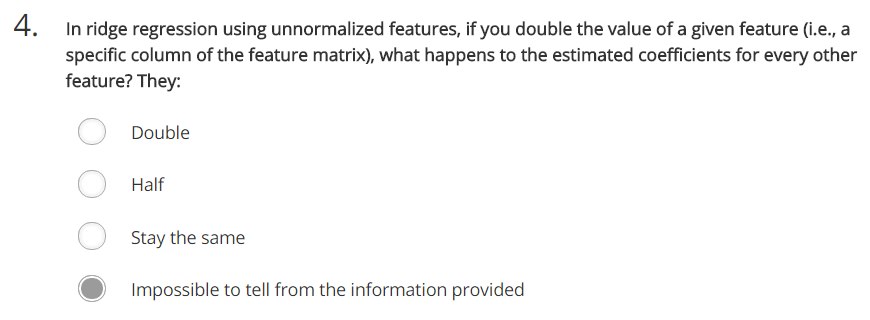 4. In ridge regression using unnormalized features, if you double the value of a given feature (i.e., a
specific column of the feature matrix), what happens to the estimated coefficients for every other
feature? They:
Double
Half
Stay the same
Impossible to tell from the information provided